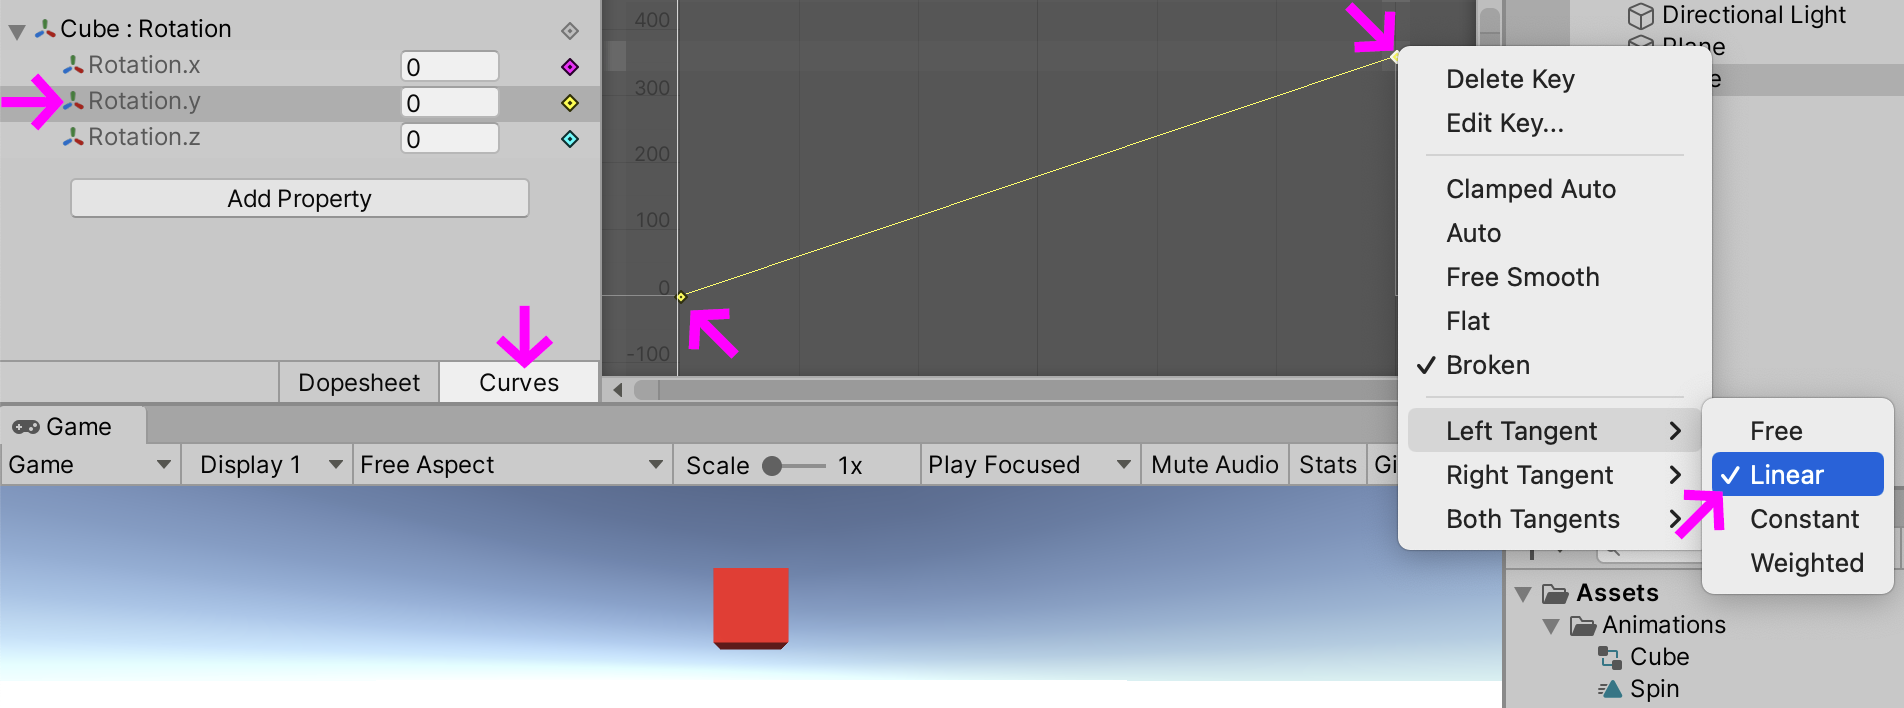 Cube : Rotation
Rotation.x 0
Rotation.y 0
Rotation.z 0
Add Property
Dopesheet Curves
400
300
200
100
0
-100
Directional Light
Plane
e
Delete Key
Edit Key...
Clamped Auto
Auto
Free Smooth
Flat
Broken
Left Tangent
Right Tangent
Both Tangents
Free
Linear
Constant
Weighted
Game
Game Display 1 Free Aspect Scale 1x Play Focused Mute Audio Stats Gi
Assets
Animations
Cube
Spin